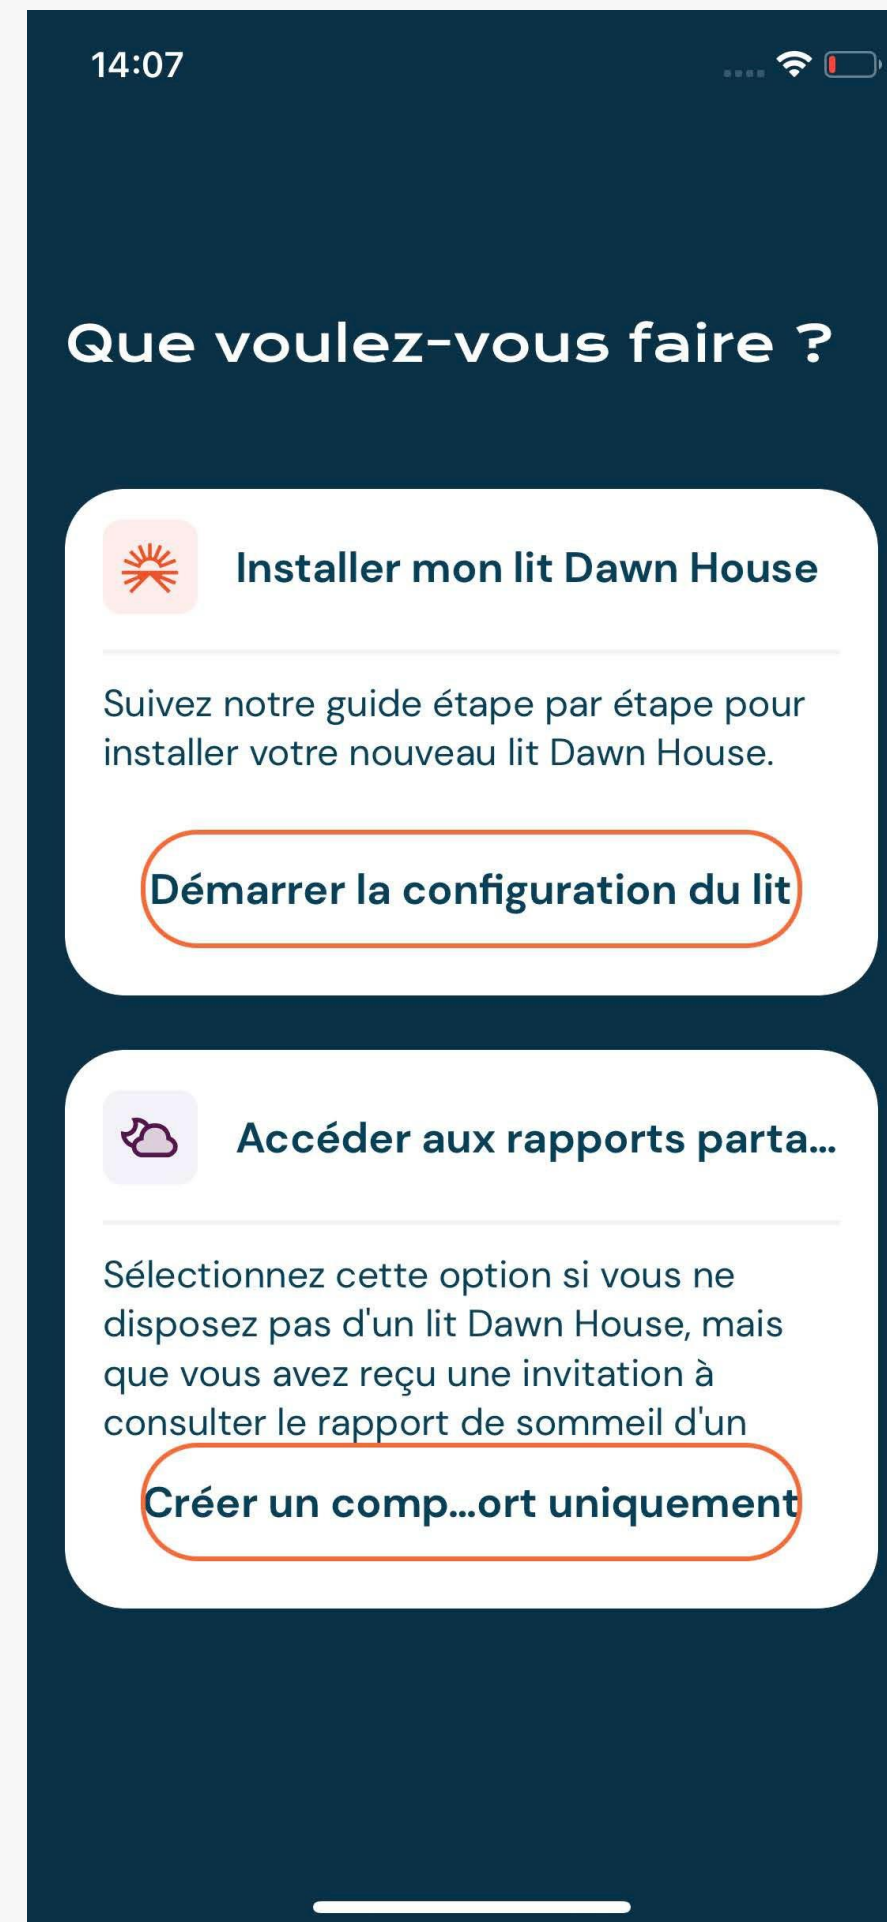 14:07
Que voulez-vous faire ?
Installer mon lit Dawn House
Suivez notre guide étape par étape pour
installer votre nouveau lit Dawn House.
Démarrer la configuration du lit
Accéder aux rapports parta...
Sélectionnez cette option si vous ne
disposez pas d'un lit Dawn House, mais
que vous avez reçu une invitation à
consulter le rapport de sommeil d'un
Créer un comp...ort uniquement